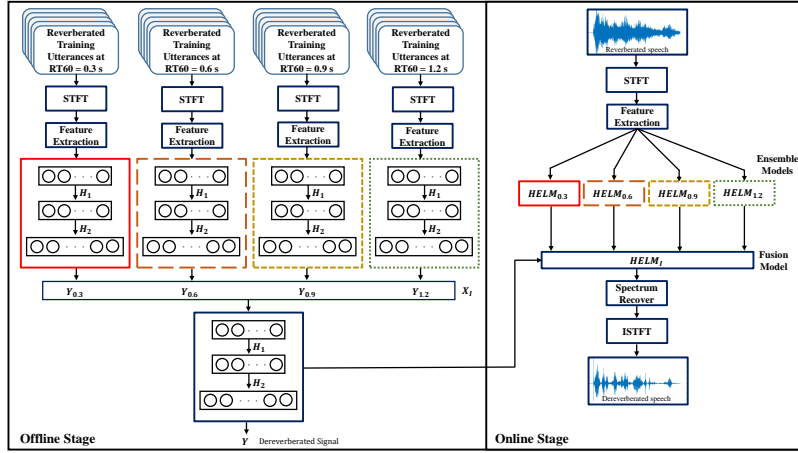 Reverberated
Training
Utterances at
RT60 = 0.3 s
Reverberated
Training
Utterances at
RT60 = 0.6 s
Reverberated
Training
Utterances at
RT60 = 0.9 s
Reverberated
Training
Utterances at
RT60 = 1.2 s
STFT
STFT
STFT
STFT
Feature
Extraction
Feature
Extraction
Feature
Extraction
Feature
Extraction
H₁
H₂
H₁
H₂
H₁
H₂
H₁
H₂
Y₀.₃ Y₀.₆ Y₀.₉ Y₁.₂ X_I
H₁
H₂
Y Dereverberated Signal
Offline Stage
Reverberated speech
STFT
Feature
Extraction
Ensemble
Models
HELM₀.₃ HELM₀.₆ HELM₀.₉ HELM₁.₂
HELM_I
Fusion
Model
Spectrum
Recover
ISTFT
Dereverberated speech
Online Stage